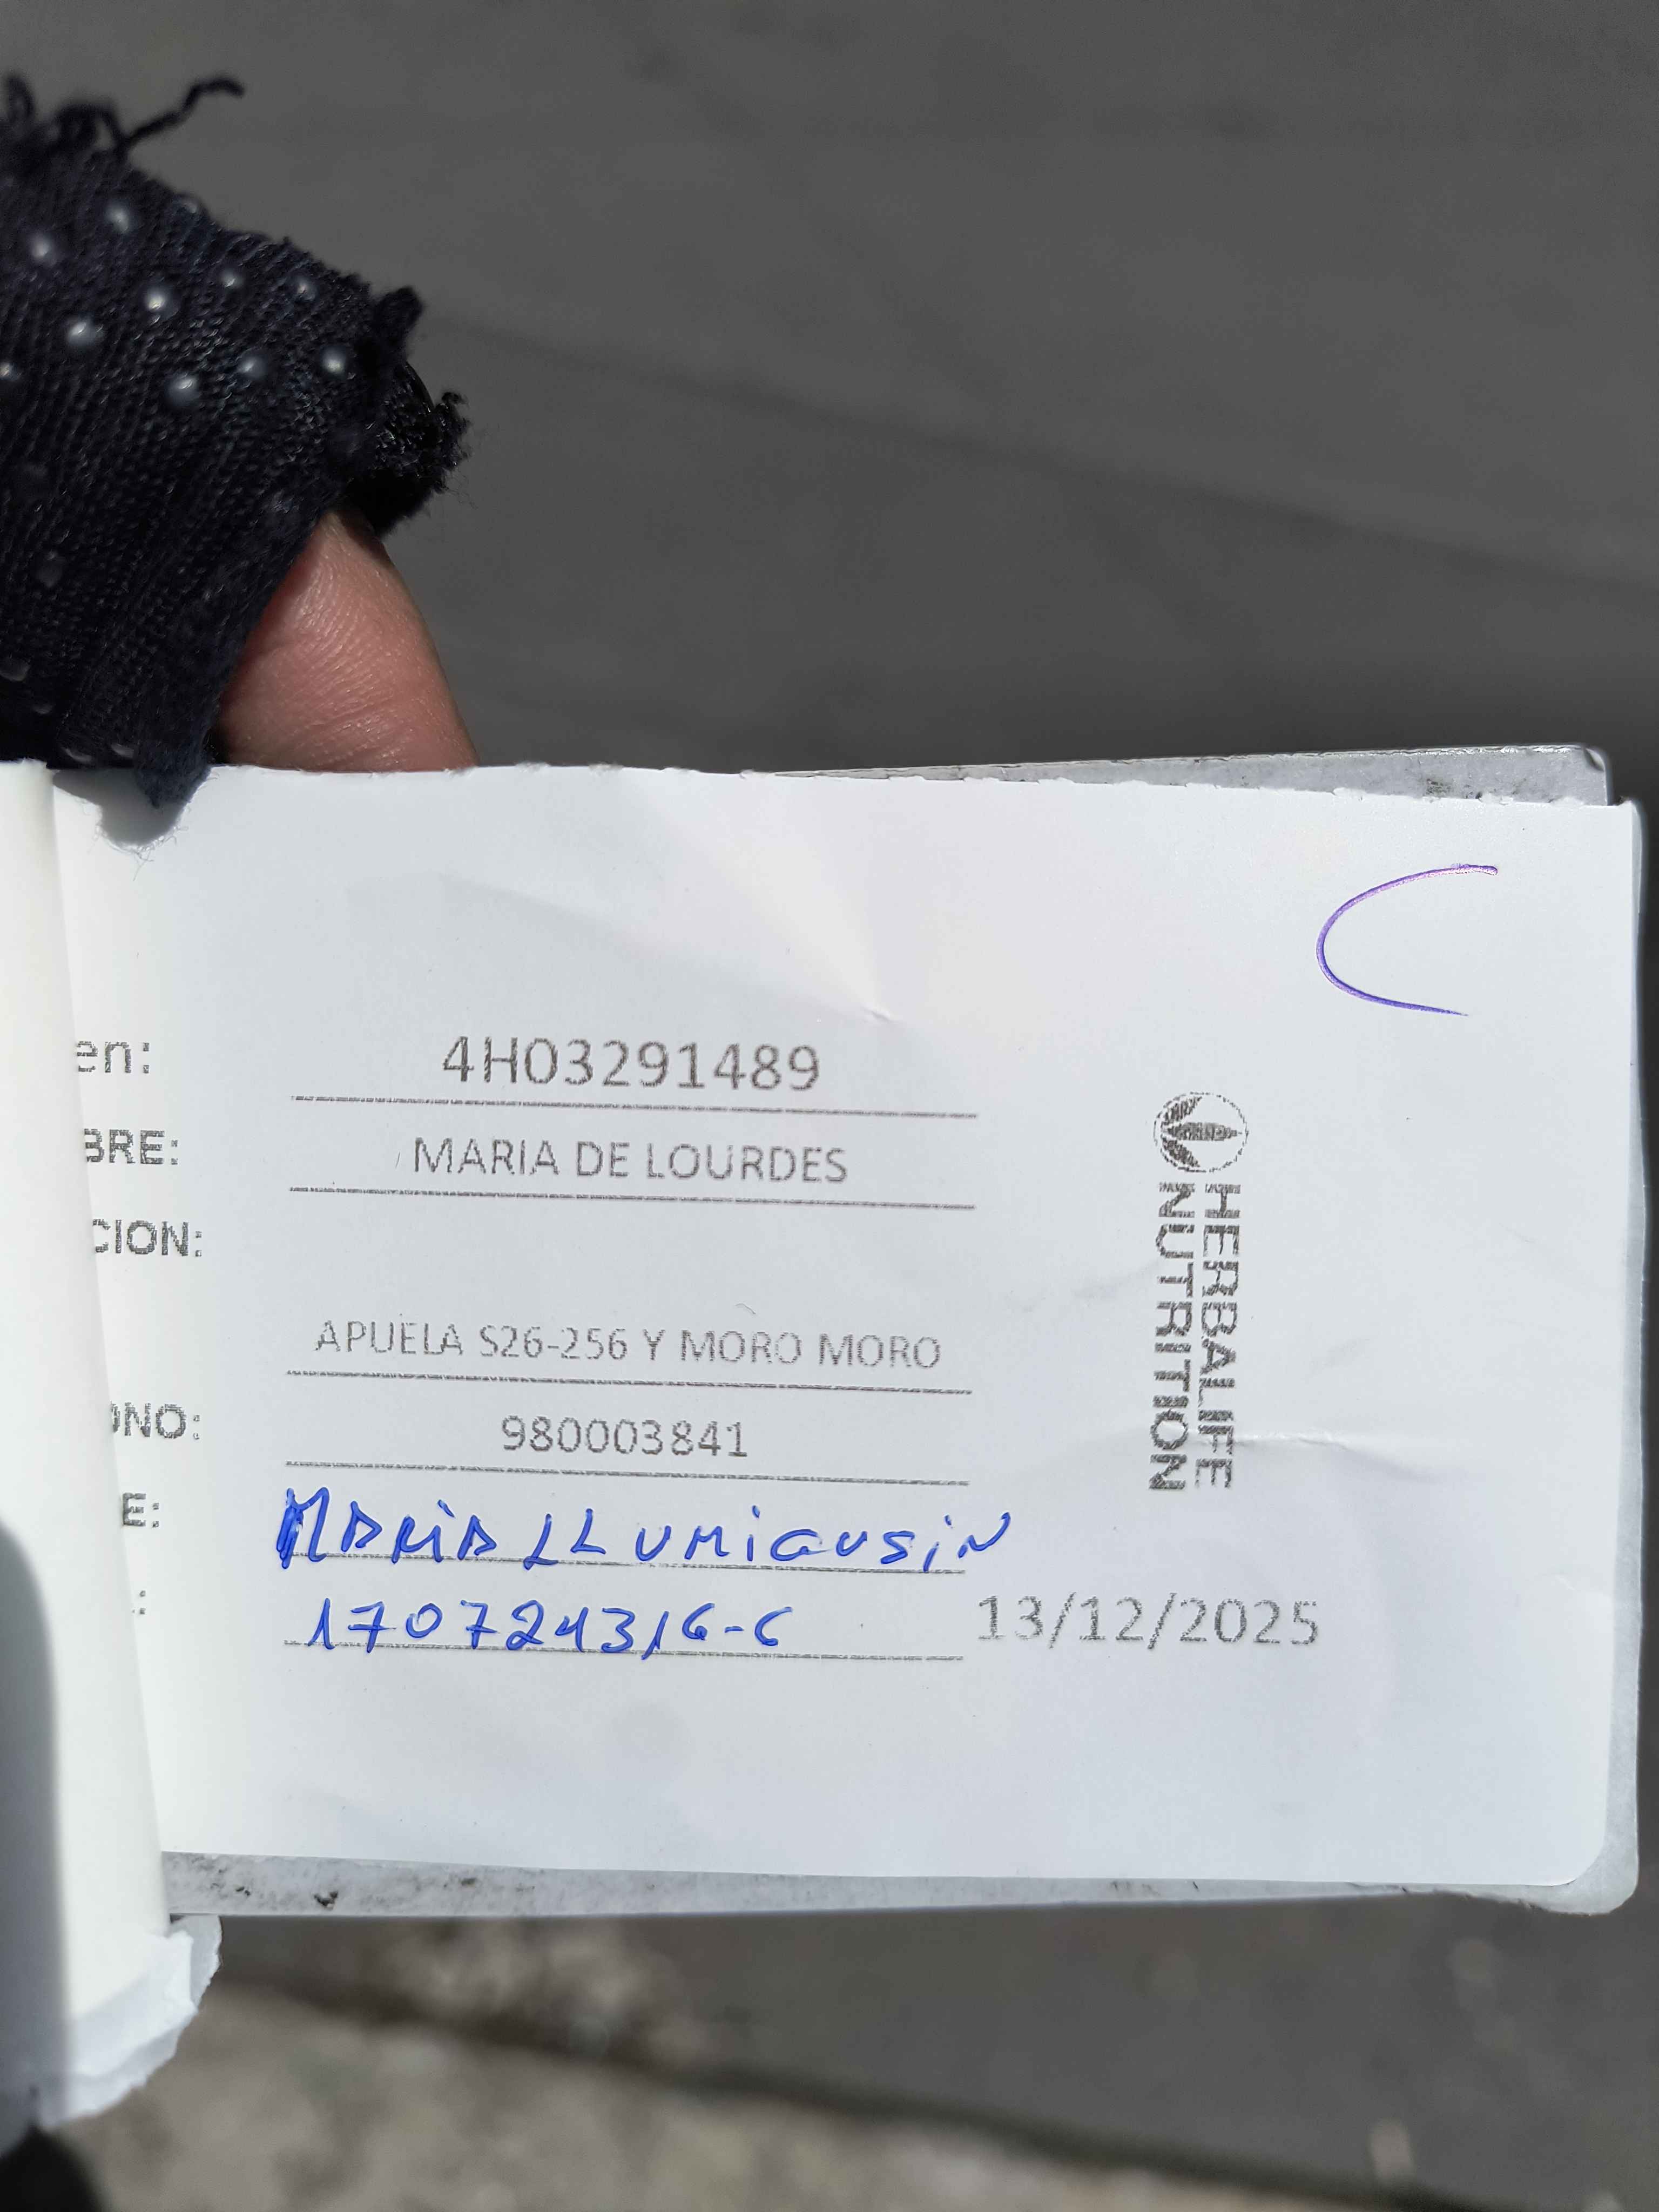 en: 4H03291489
BRE: MARIA DE LOURDES
CION:
APUELA S26-256 Y MORO MORO
ONO: 980003841
E: MARIA LLUMIGUSIN
: 170724316-6 13/12/2025
HERBALIFE
NUTRITION